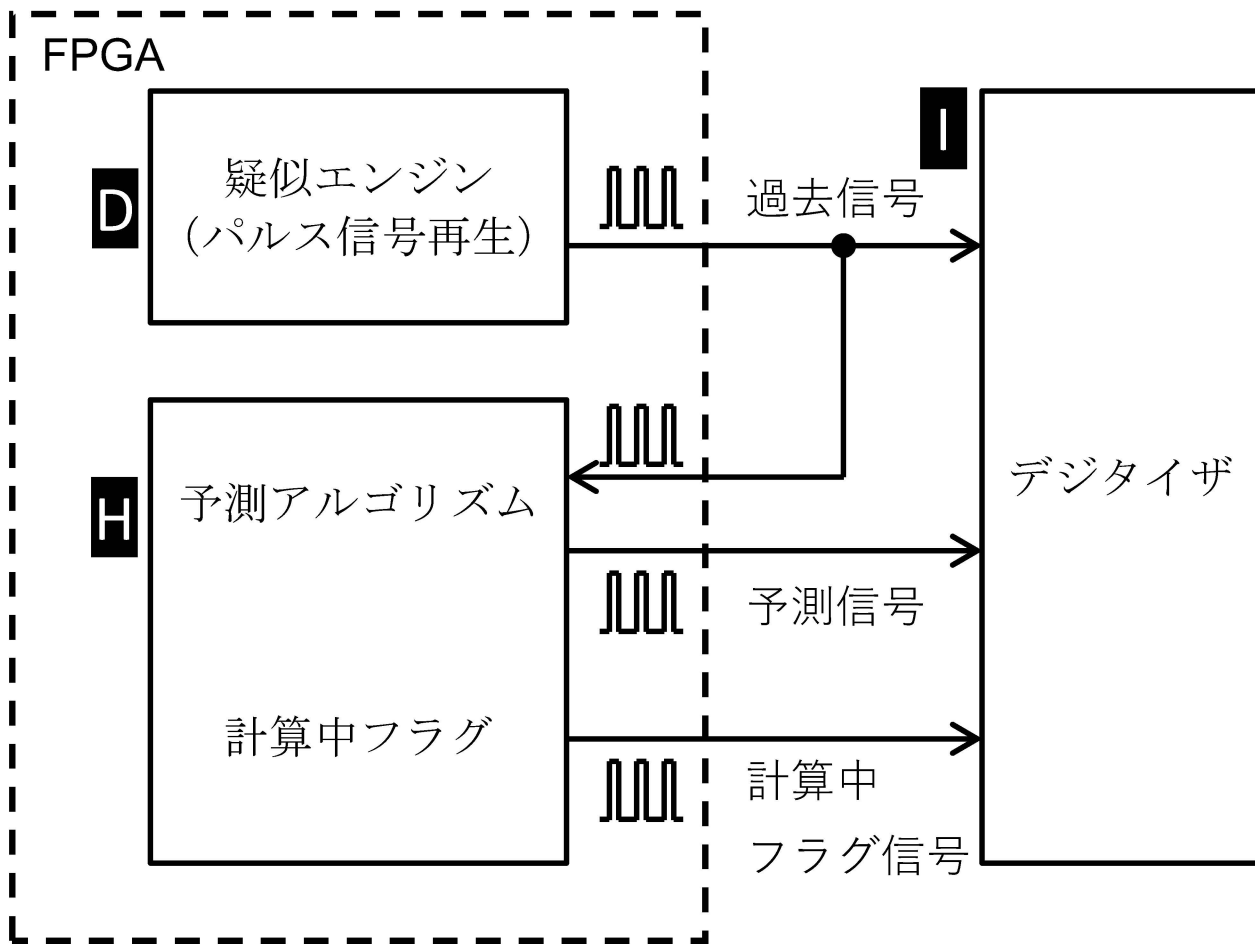 FPGA
D
疑似エンジン
(パルス信号再生)
I
過去信号
H
予測アルゴリズム
デジタイザ
予測信号
計算中フラグ
計算中
フラグ信号